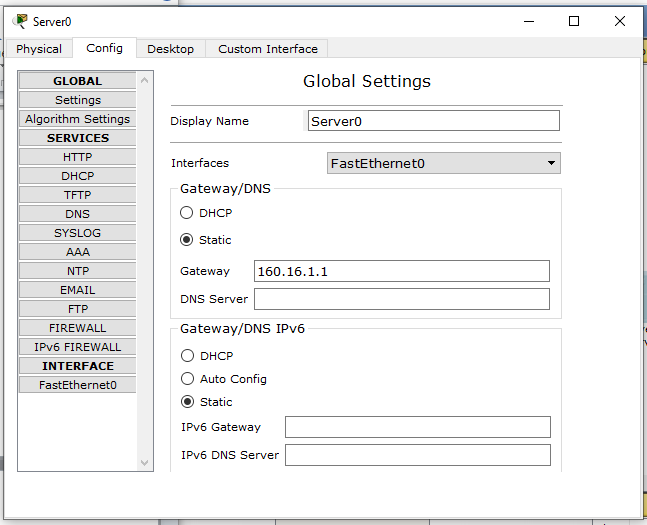 Server0
Physical Config Desktop Custom Interface
GLOBAL
Settings
Algorithm Settings
SERVICES
HTTP
DHCP
TFTP
DNS
SYSLOG
AAA
NTP
EMAIL
FTP
FIREWALL
IPv6 FIREWALL
INTERFACE
FastEthernet0
Global Settings
Display Name Server0
Interfaces FastEthernet0
Gateway/DNS
DHCP
Static
Gateway 160.16.1.1
DNS Server
Gateway/DNS IPv6
DHCP
Auto Config
Static
IPv6 Gateway
IPv6 DNS Server